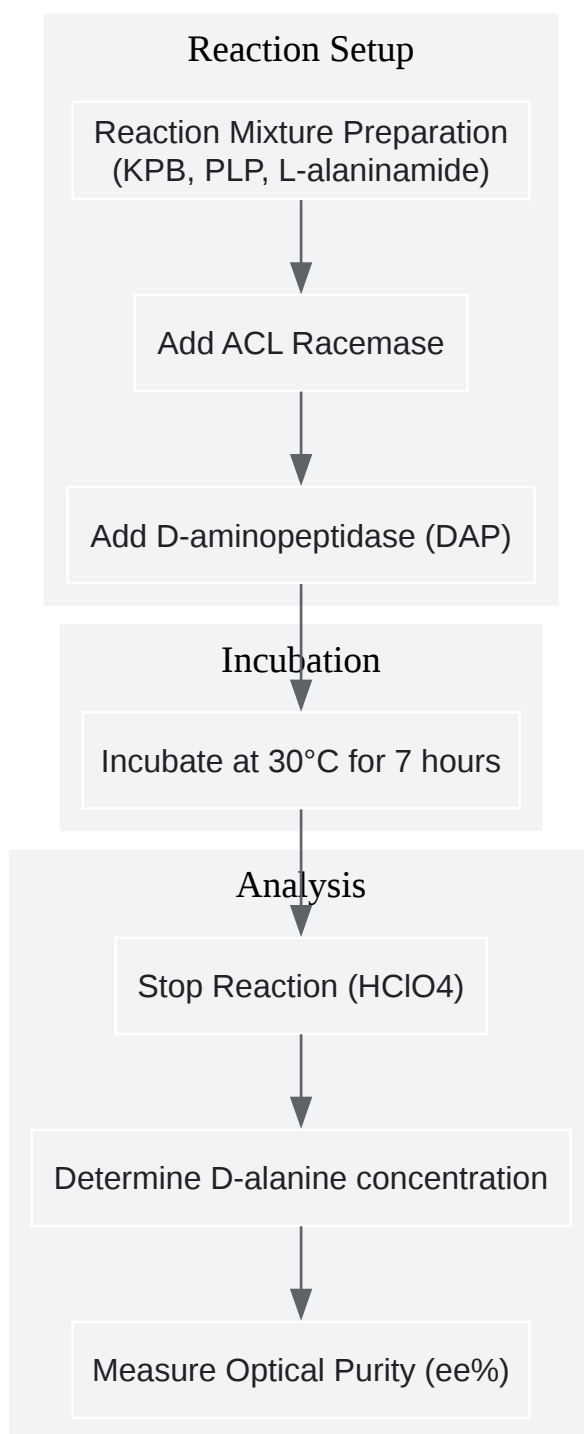 Reaction Setup
Reaction Mixture Preparation
(KPB, PLP, L-alaninamide)
Add ACL Racemase
Add D-aminopeptidase (DAP)
Incubation
Incubate at 30°C for 7 hours
Analysis
Stop Reaction (HClO4)
Determine D-alanine concentration
Measure Optical Purity (ee%)